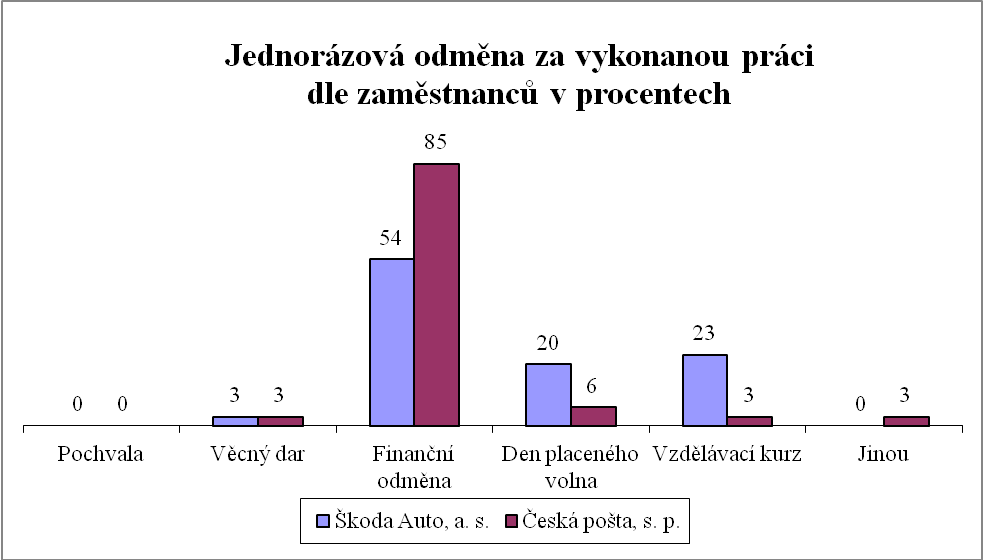 Jednorázová odměna za vykonanou práci
dle zaměstnanců v procentech
85
54
20
23
3
3
6
3
3
0
0
0
Pochvala
Věcný dar
Finanční
odměna
Den placeného
volna
Vzdělávací kurz
Jinou
Škoda Auto, a. s.
Česká pošta, s. p.